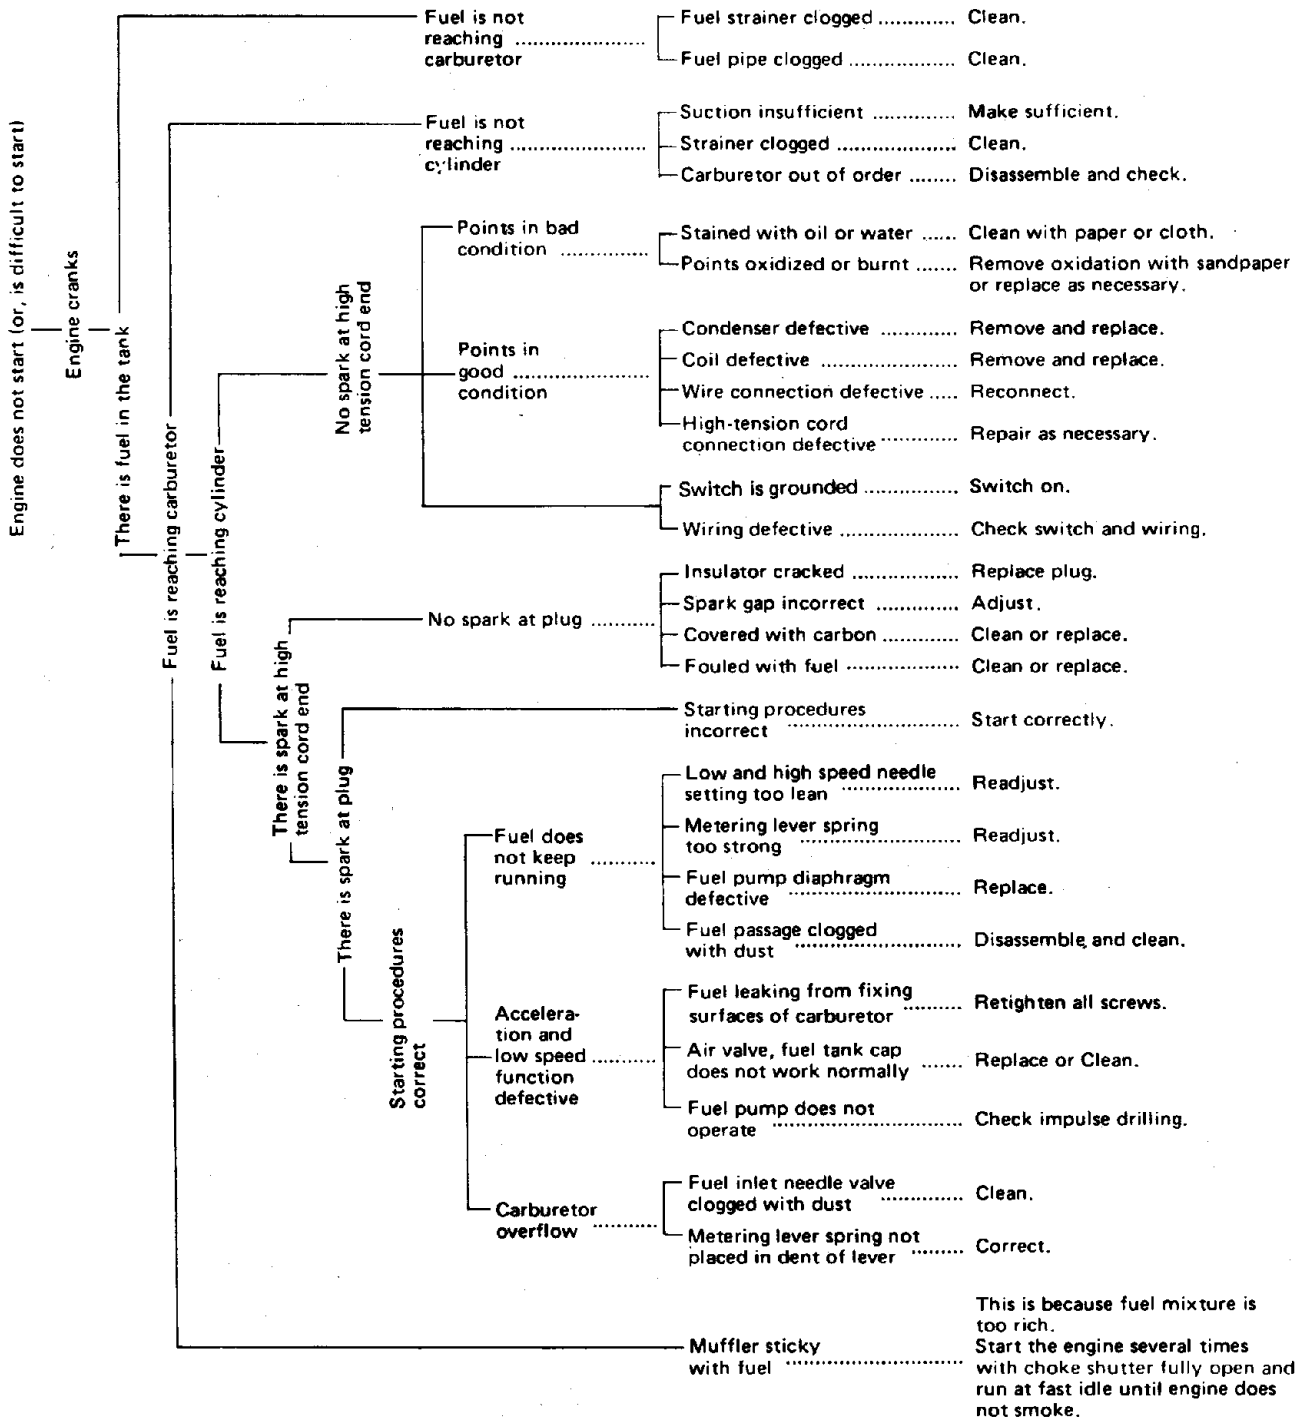 Engine does not start (or, is difficult to start)
Engine cranks
There is fuel in the tank
Fuel is not
reaching ..........................
carburetor
Fuel strainer clogged ............. Clean.
Fuel pipe clogged .................. Clean.
Fuel is reaching carburetor
Fuel is not
reaching ..........................
cylinder
Suction insufficient .............. Make sufficient.
Strainer clogged .................... Clean.
Carburetor out of order ........ Disassemble and check.
Fuel is reaching cylinder
No spark at high
tension cord end
Points in bad
condition ...............
Stained with oil or water ...... Clean with paper or cloth.
Points oxidized or burnt ....... Remove oxidation with sandpaper
or replace as necessary.
Points in
good ....................
condition
Condenser defective ............. Remove and replace.
Coil defective ........................ Remove and replace.
Wire connection defective ..... Reconnect.
High-tension cord
connection defective ............. Repair as necessary.
Switch is grounded ................ Switch on.
Wiring defective .................... Check switch and wiring.
There is spark at high
tension cord end
No spark at plug ...........
Insulator cracked .................. Replace plug.
Spark gap incorrect .............. Adjust.
Covered with carbon ............. Clean or replace.
Fouled with fuel ................... Clean or replace.
There is spark at plug
Starting procedures
incorrect ............................. Start correctly.
Starting procedures
correct
Fuel does
not keep ...........
running
Low and high speed needle
setting too lean .................... Readjust.
Metering lever spring
too strong ........................... Readjust.
Fuel pump diaphragm
defective ............................. Replace.
Fuel passage clogged
with dust ............................ Disassemble and clean.
Accelera-
tion and
low speed ...........
function
defective
Fuel leaking from fixing
surfaces of carburetor ......... Retighten all screws.
Air valve, fuel tank cap
does not work normally ...... Replace or Clean.
Fuel pump does not
operate ............................... Check impulse drilling.
Carburetor
overflow ...........
Fuel inlet needle valve
clogged with dust ............. Clean.
Metering lever spring not
placed in dent of lever ........ Correct.
Muffler sticky
with fuel ............................
This is because fuel mixture is
too rich.
Start the engine several times
with choke shutter fully open and
run at fast idle until engine does
not smoke.